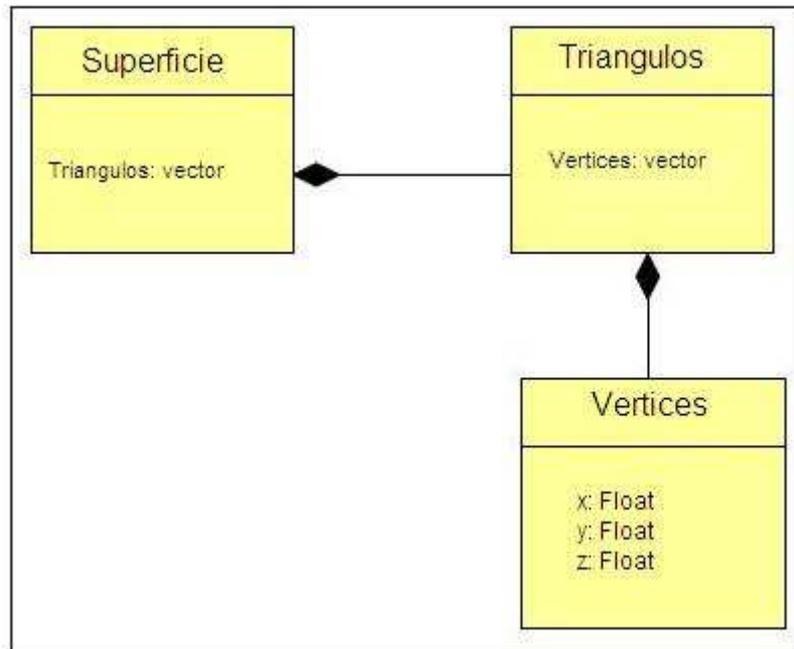 Superficie
Triangulos: vector
Triangulos
Vertices: vector
Vertices
x: Float
y: Float
z: Float